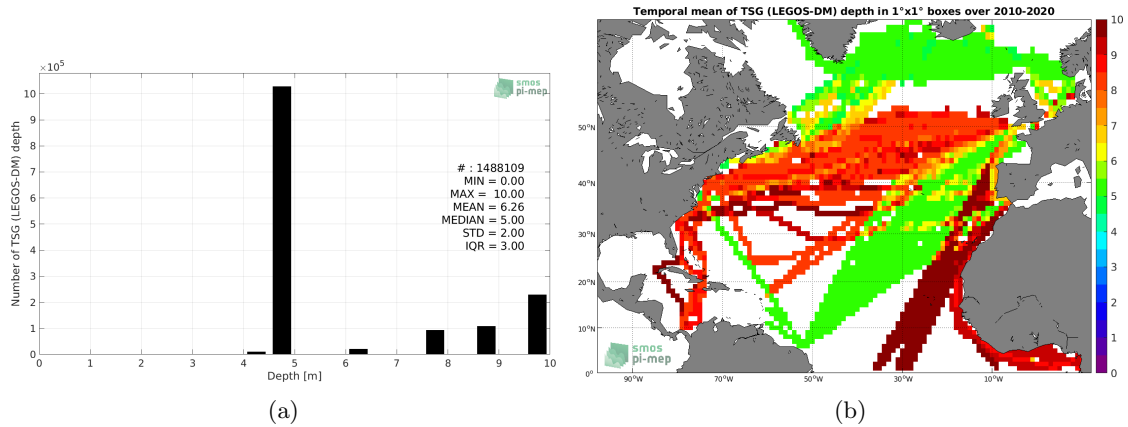 ×10⁵
10
9
8
7
6
5
4
3
2
1
0
Number of TSG (LEGOS-DM) depth
smos
pi-mep
# : 1488109
MIN = 0.00
MAX = 10.00
MEAN = 6.26
MEDIAN = 5.00
STD = 2.00
IQR = 3.00
0 1 2 3 4 5 6 7 8 9 10
Depth [m]
(a)
Temporal mean of TSG (LEGOS-DM) depth in 1°x1° boxes over 2010-2020
50°N
40°N
30°N
20°N
10°N
0°
90°W 70°W 50°W 30°W 10°W
smos
pi-mep
10
9
8
7
6
5
4
3
2
1
0
(b)